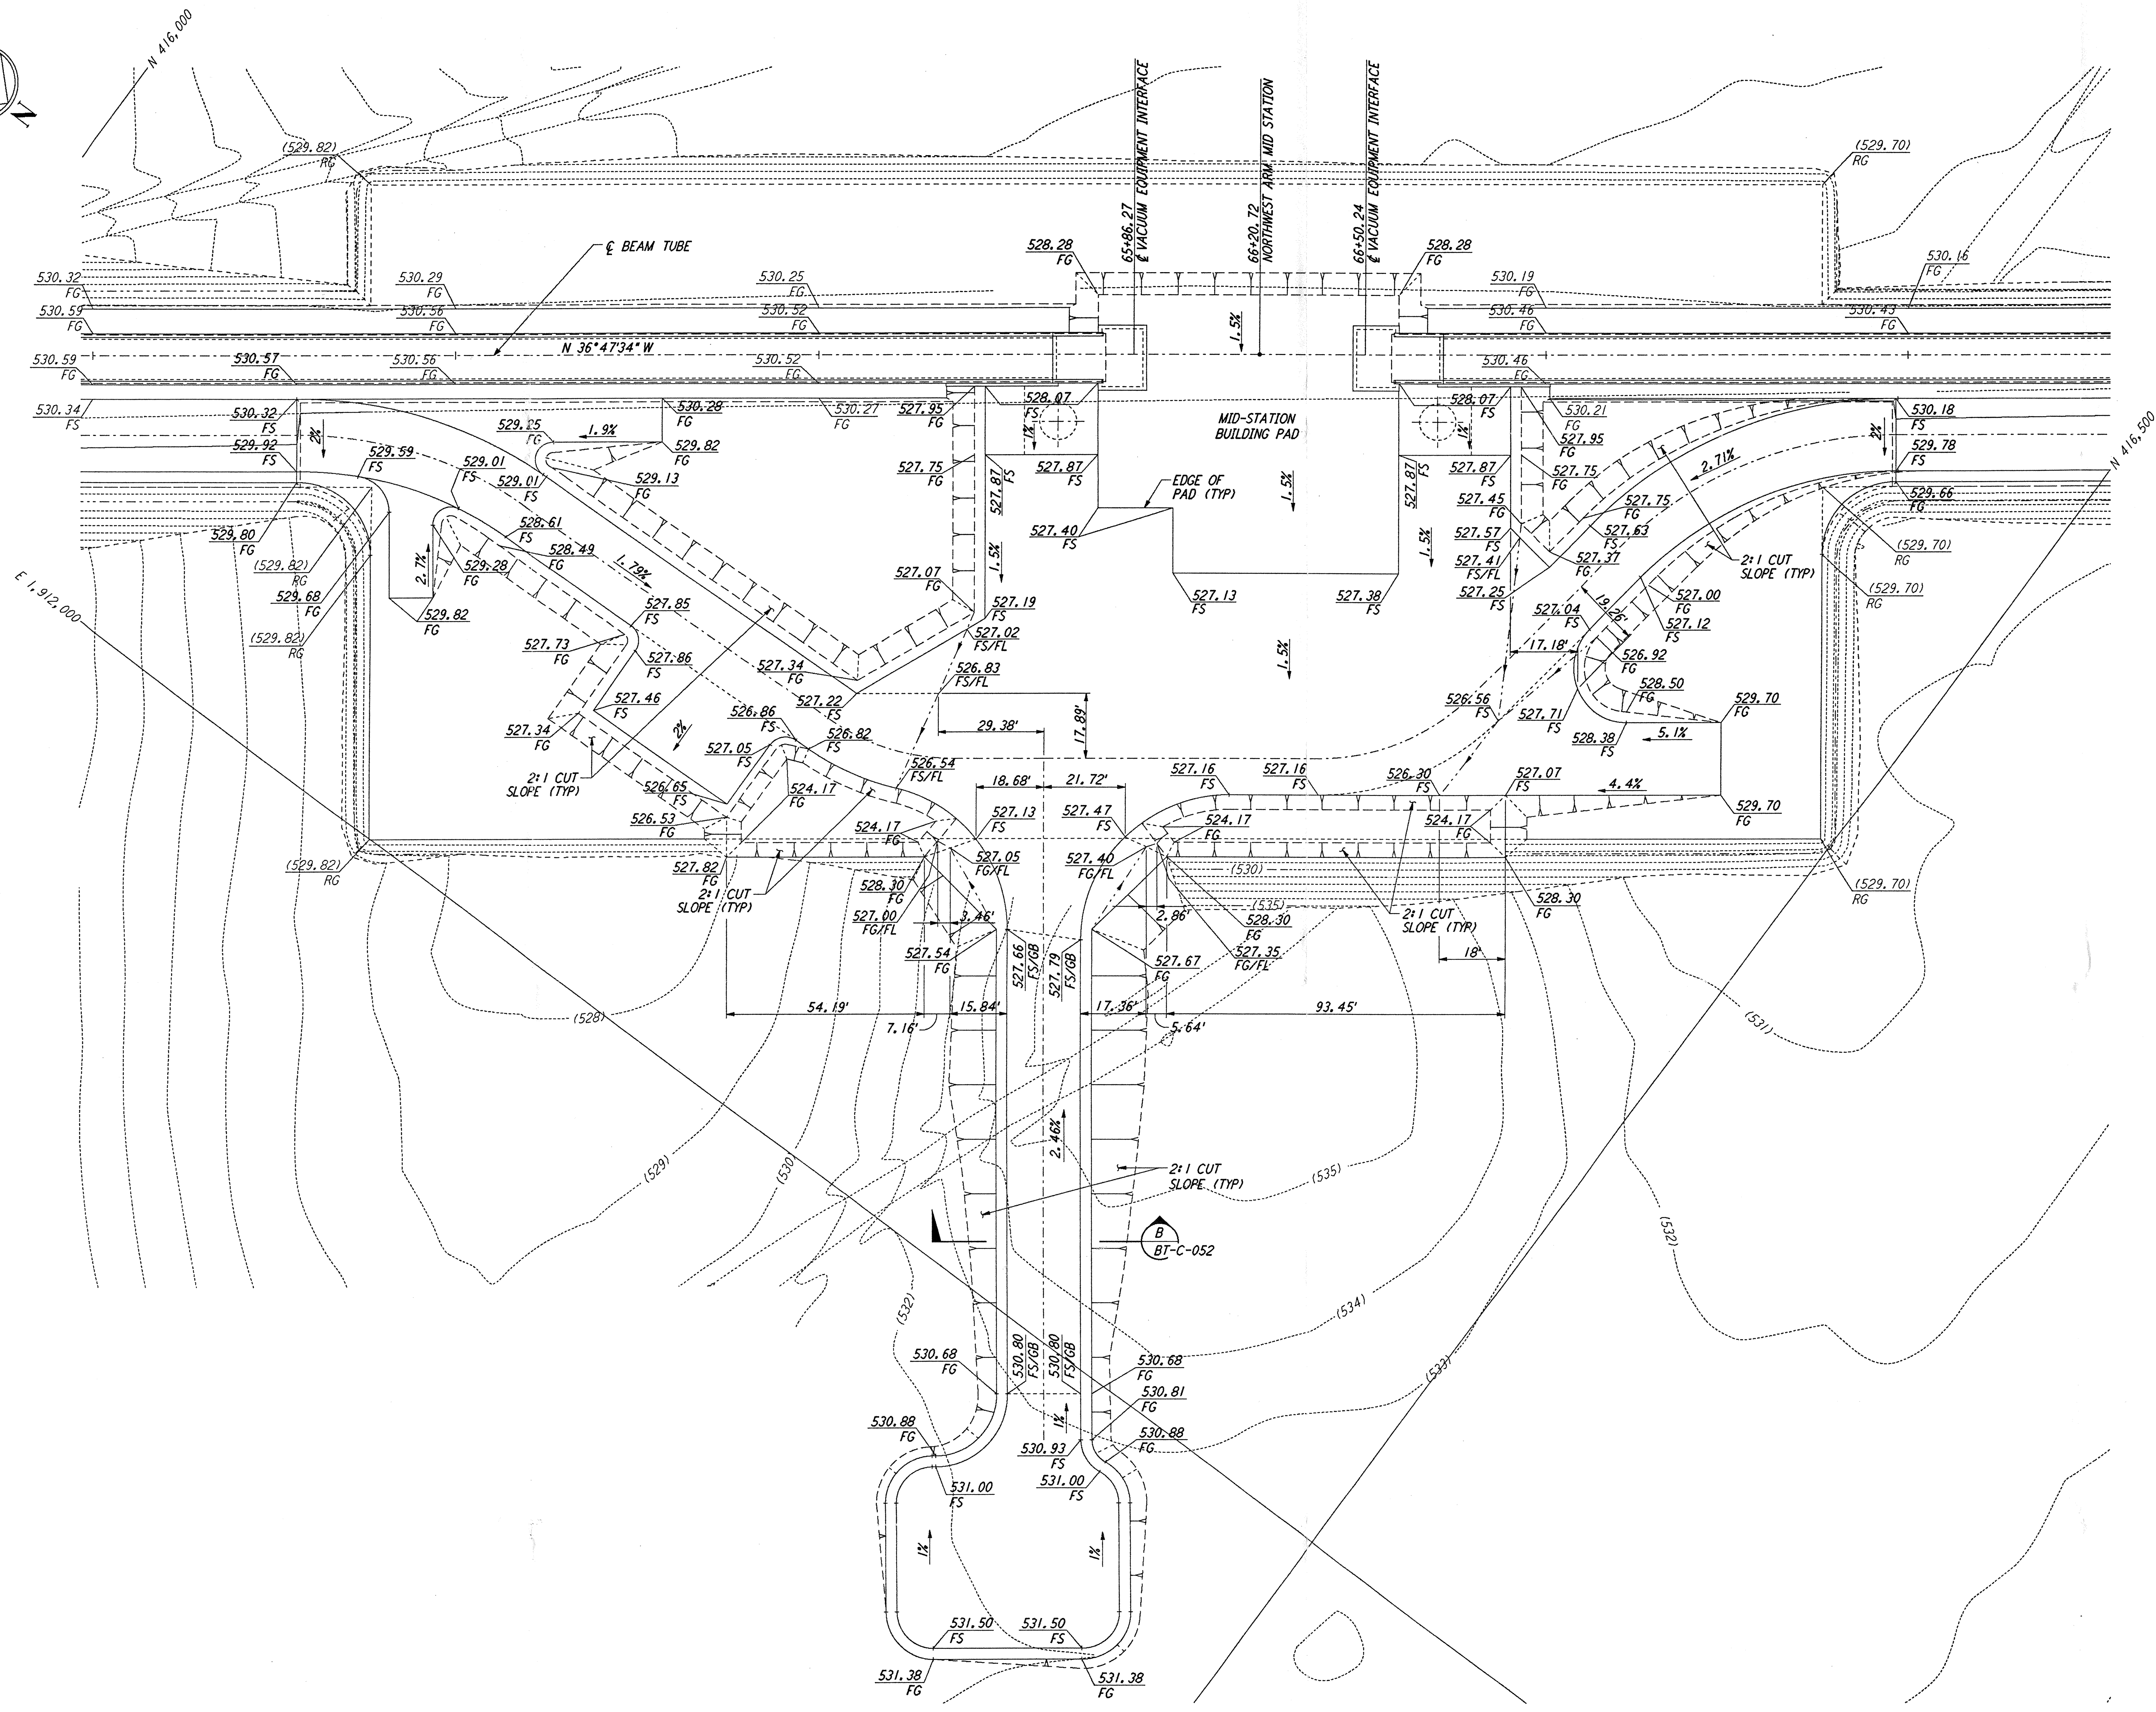 N 416,000
N
(529.82)
RG
(529.70)
RG
65+86.27
℄ VACUUM EQUIPMENT INTERFACE
66+20.72
NORTHWEST ARM MID STATION
66+50.24
℄ VACUUM EQUIPMENT INTERFACE
℄ BEAM TUBE
528.28
FG
528.28
FG
530.32
FG
530.29
FG
530.25
FG
530.19
FG
530.16
FG
530.59
FG
530.56
FG
530.52
FG
530.46
FG
530.43
FG
1.5%
N 36°47'34" W
530.59
FG
530.57
FG
530.56
FG
530.52
FG
530.46
FG
530.34
FS
530.32
FS
530.28
FG
530.27
FG
527.95
FG
528.07
FS
528.07
FS
530.21
FG
530.18
FS
MID-STATION
BUILDING PAD
2%
529.25
FG
1.9%
1%
1%
527.95
FG
2%
529.92
FS
529.59
FS
529.01
FS
529.82
FG
529.78
FS
N 416,500
529.01
FS
529.13
FG
527.75
FG
527.87
FS
527.87
FS
527.87
FS
527.87
FS
527.75
FG
2.71%
EDGE OF
PAD (TYP)
1.5%
529.66
FG
529.80
FG
528.61
FS
528.49
FG
527.40
FS
527.45
FG
527.75
FG
527.57
FS
527.63
FS
(529.82)
RG
2.7%
529.28
FG
1.79%
1.5%
1.5%
527.41
FS/FL
527.37
FG
2:1 CUT
SLOPE (TYP)
(529.70)
RG
E 1,912,000
529.68
FG
527.07
FG
527.25
FS
(529.70)
RG
529.82
FG
527.85
FS
527.19
FS
527.13
FS
527.38
FS
527.04
FS
19.26'
527.00
FG
527.12
FS
(529.82)
RG
527.02
FS/FL
527.73
FG
527.86
FS
527.34
FG
526.83
FS/FL
1.5%
17.18'
526.92
FG
527.46
FS
527.22
FS
528.50
FG
526.56
FS
527.71
FS
529.70
FG
527.34
FG
2%
526.86
FS
526.82
FS
29.38'
17.89'
528.38
FS
5.1%
527.05
FS
2:1 CUT
SLOPE (TYP)
526.65
FS
524.17
FG
526.54
FS/FL
18.68'
21.72'
527.16
FS
527.16
FS
526.30
FS
527.07
FS
4.4%
529.70
FG
526.53
FG
524.17
FG
527.13
FS
527.47
FS
524.17
FG
524.17
FG
(529.82)
RG
527.82
FG
527.05
FG/FL
527.40
FG/FL
(530)
(529.70)
RG
2:1 CUT
SLOPE (TYP)
528.30
FG
527.00
FG/FL
3.46'
2.86'
(535)
528.30
FG
2:1 CUT
SLOPE (TYP)
528.30
FG
527.54
FG
527.66
FS/GB
527.79
FS/GB
527.67
FG
527.35
FG/FL
18'
(528)
54.19'
7.16'
15.84'
17.36'
5.64'
93.45'
(531)
(529)
(530)
2.46%
2:1 CUT
SLOPE (TYP)
(535)
(532)
B
BT-C-052
(532)
(534)
(533)
530.68
FG
530.80
FS/GB
530.80
FS/GB
530.68
FG
530.81
FG
1%
530.88
FG
530.93
FS
530.88
FG
531.00
FS
531.00
FS
1%
1%
531.50
FS
531.50
FS
531.38
FG
531.38
FG